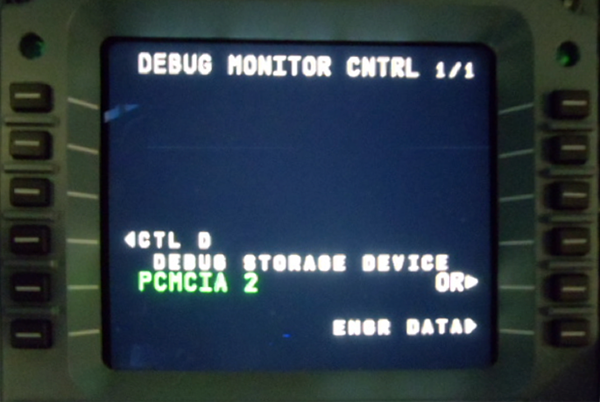 DEBUG MONITOR CNTRL 1/1
◀CTL D
DEBUG STORAGE DEVICE
PCMCIA 2 OR▶
ENGR DATA▶